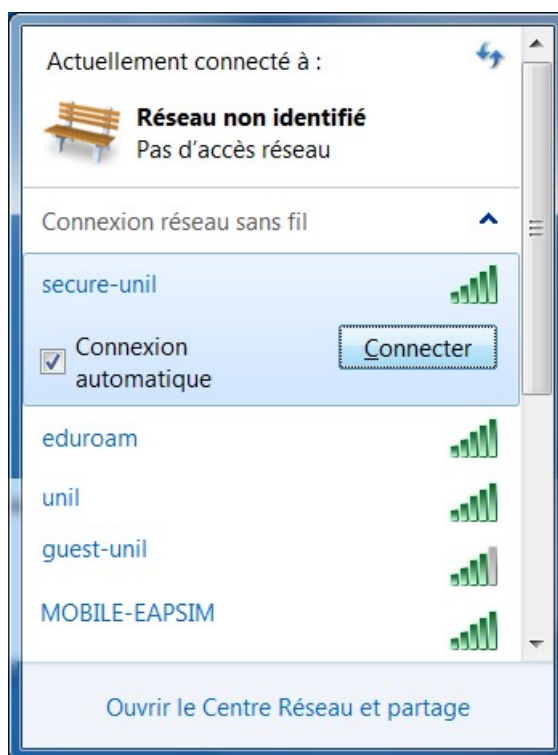 Actuellement connecté à :
Réseau non identifié
Pas d'accès réseau
Connexion réseau sans fil
secure-unil
Connexion
automatique
Connecter
eduroam
unil
guest-unil
MOBILE-EAPSIM
Ouvrir le Centre Réseau et partage